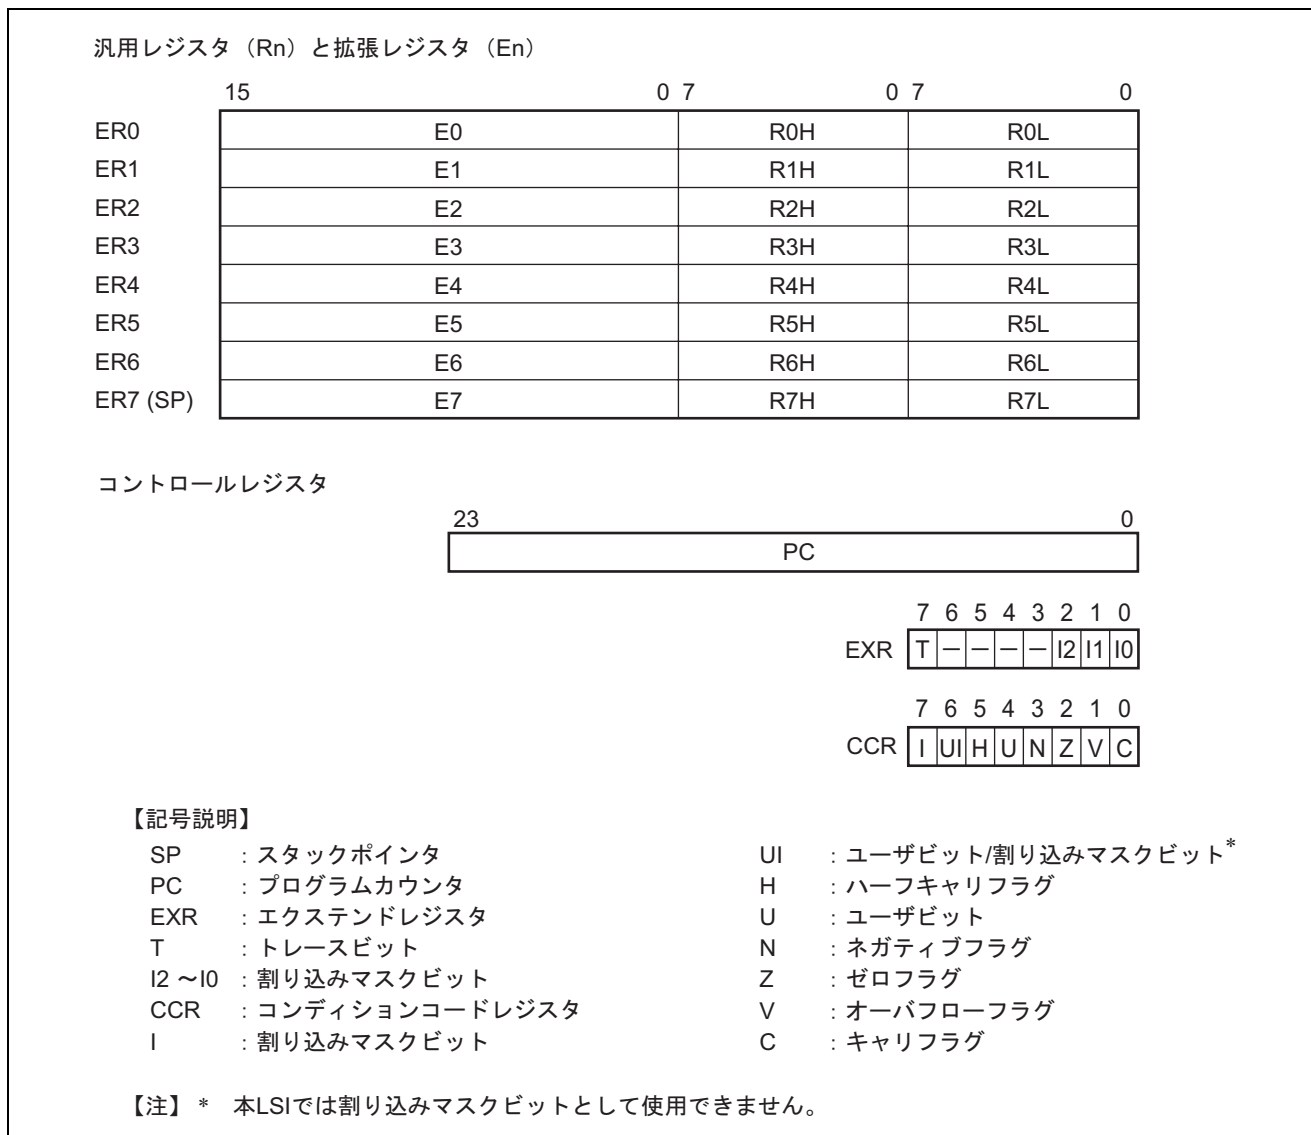 汎用レジスタ（Rn）と拡張レジスタ（En）
15 0 7 0 7 0
ER0 E0 R0H R0L
ER1 E1 R1H R1L
ER2 E2 R2H R2L
ER3 E3 R3H R3L
ER4 E4 R4H R4L
ER5 E5 R5H R5L
ER6 E6 R6H R6L
ER7 (SP) E7 R7H R7L
コントロールレジスタ
23 0
PC
7 6 5 4 3 2 1 0
EXR T － － － － I2 I1 I0
7 6 5 4 3 2 1 0
CCR I UI H U N Z V C
【記号説明】
SP ：スタックポインタ
PC ：プログラムカウンタ
EXR ：エクステンドレジスタ
T ：トレースビット
I2 ～I0 ：割り込みマスクビット
CCR ：コンディションコードレジスタ
I ：割り込みマスクビット
UI ：ユーザビット/割り込みマスクビット*
H ：ハーフキャリフラグ
U ：ユーザビット
N ：ネガティブフラグ
Z ：ゼロフラグ
V ：オーバフローフラグ
C ：キャリフラグ
【注】 * 本LSIでは割り込みマスクビットとして使用できません。